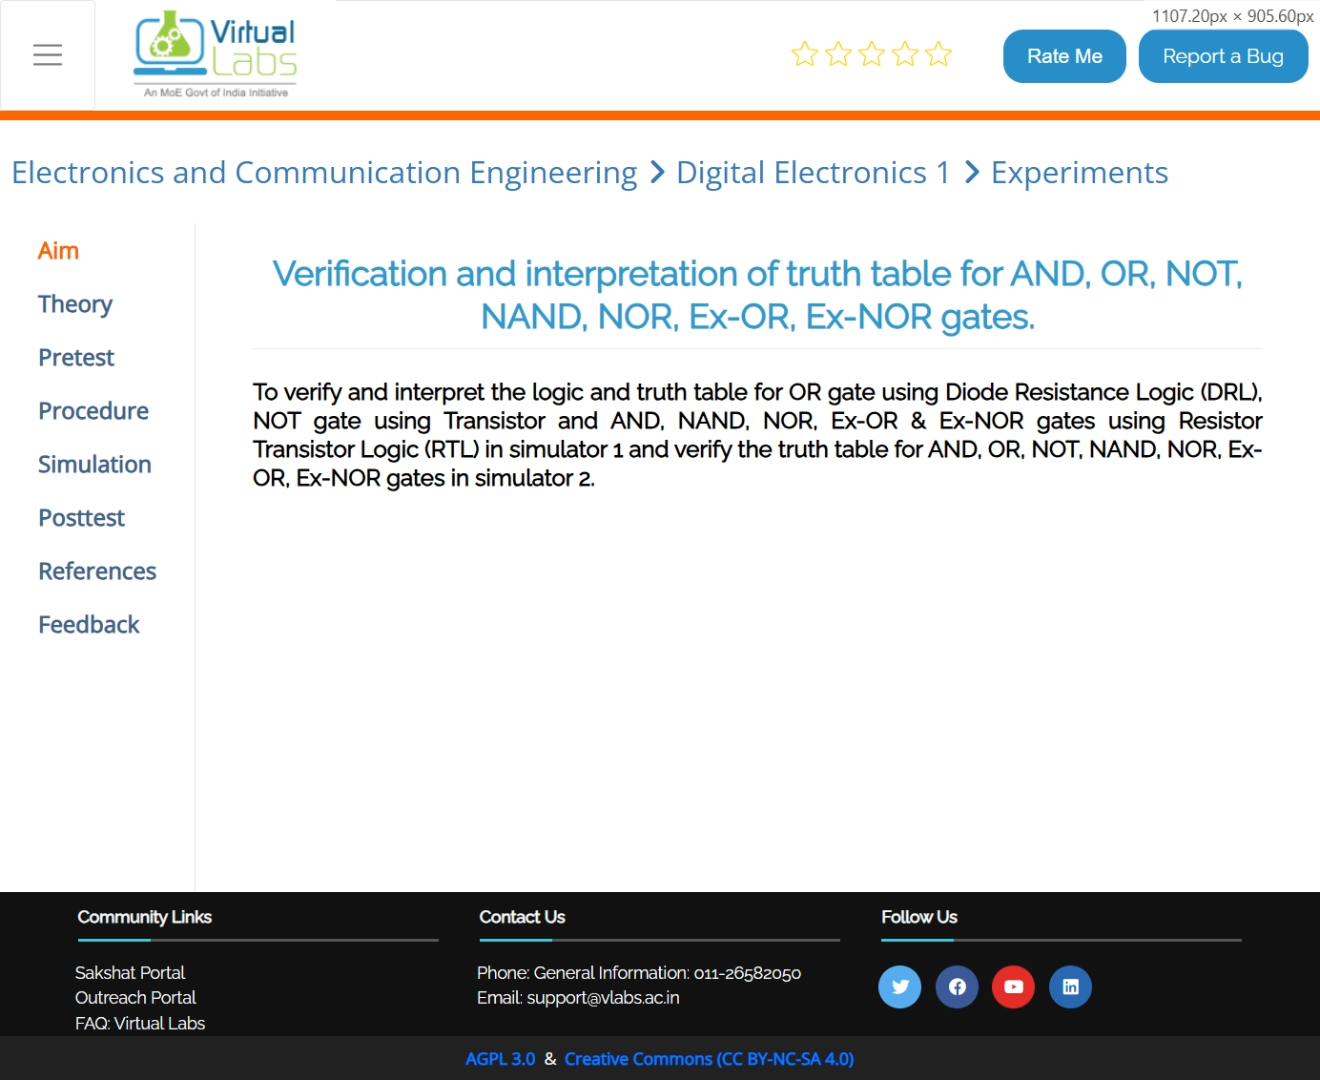 1107.20px × 905.60px
Virtual
Labs
An MoE Govt of India Initiative
Rate Me
Report a Bug
Electronics and Communication Engineering > Digital Electronics 1 > Experiments
Aim
Theory
Pretest
Procedure
Simulation
Posttest
References
Feedback
Verification and interpretation of truth table for AND, OR, NOT,
NAND, NOR, Ex-OR, Ex-NOR gates.
To verify and interpret the logic and truth table for OR gate using Diode Resistance Logic (DRL),
NOT gate using Transistor and AND, NAND, NOR, Ex-OR & Ex-NOR gates using Resistor
Transistor Logic (RTL) in simulator 1 and verify the truth table for AND, OR, NOT, NAND, NOR, Ex-
OR, Ex-NOR gates in simulator 2.
Community Links
Sakshat Portal
Outreach Portal
FAQ: Virtual Labs
Contact Us
Phone: General Information: 011-26582050
Email: support@vlabs.ac.in
Follow Us
AGPL 3.0 & Creative Commons (CC BY-NC-SA 4.0)